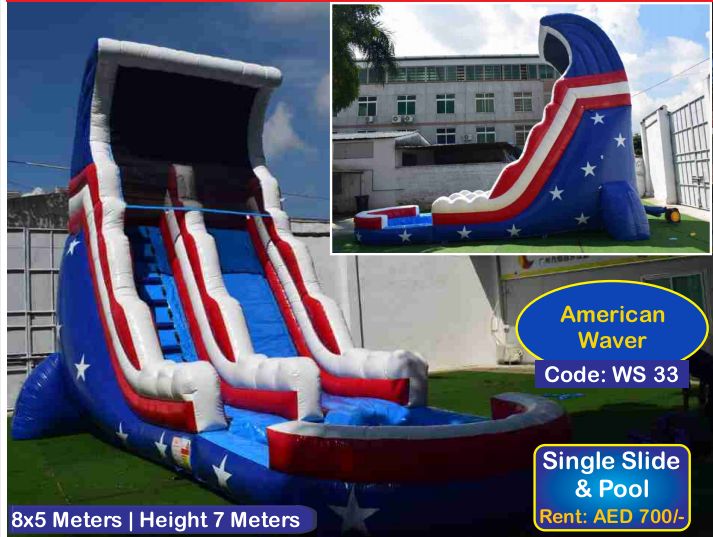 American
Waver
Code: WS 33
Single Slide
& Pool
Rent: AED 700/-
8x5 Meters | Height 7 Meters